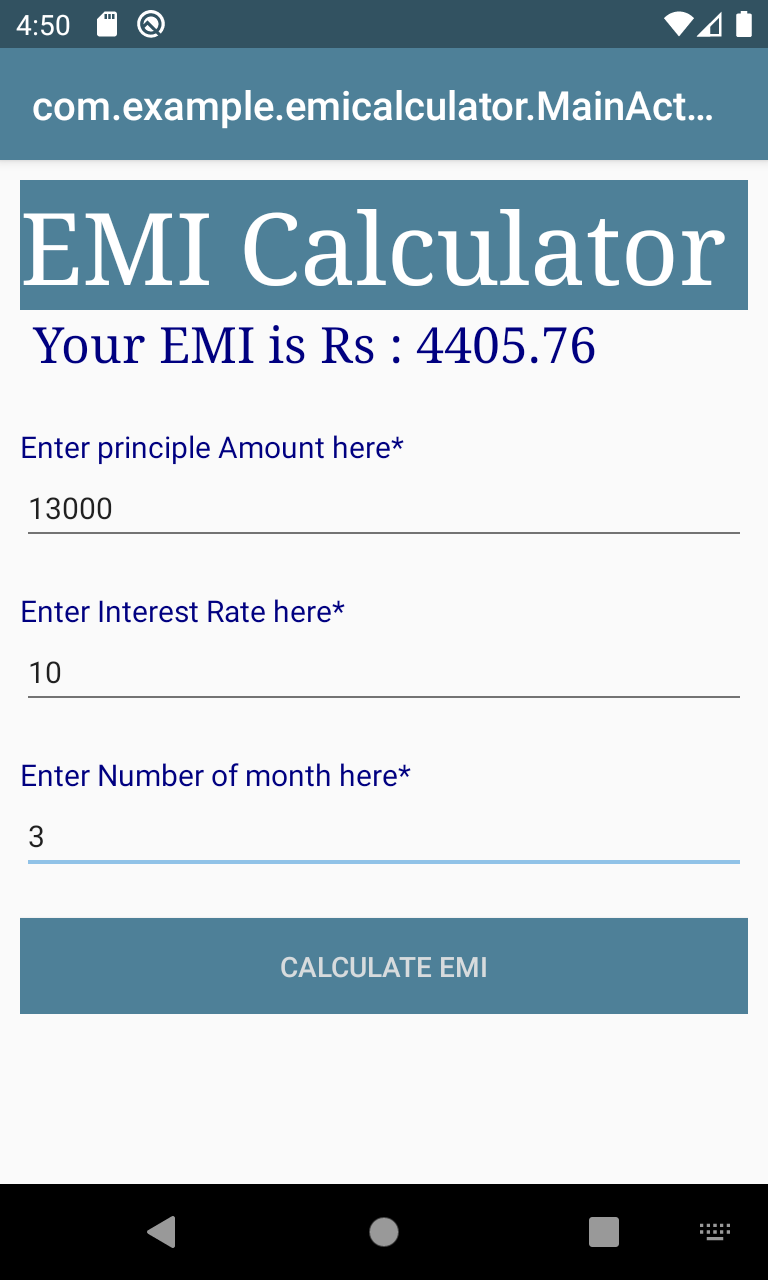 4:50
com.example.emicalculator.MainAct...
EMI Calculator
Your EMI is Rs : 4405.76
Enter principle Amount here*
13000
Enter Interest Rate here*
10
Enter Number of month here*
3
CALCULATE EMI